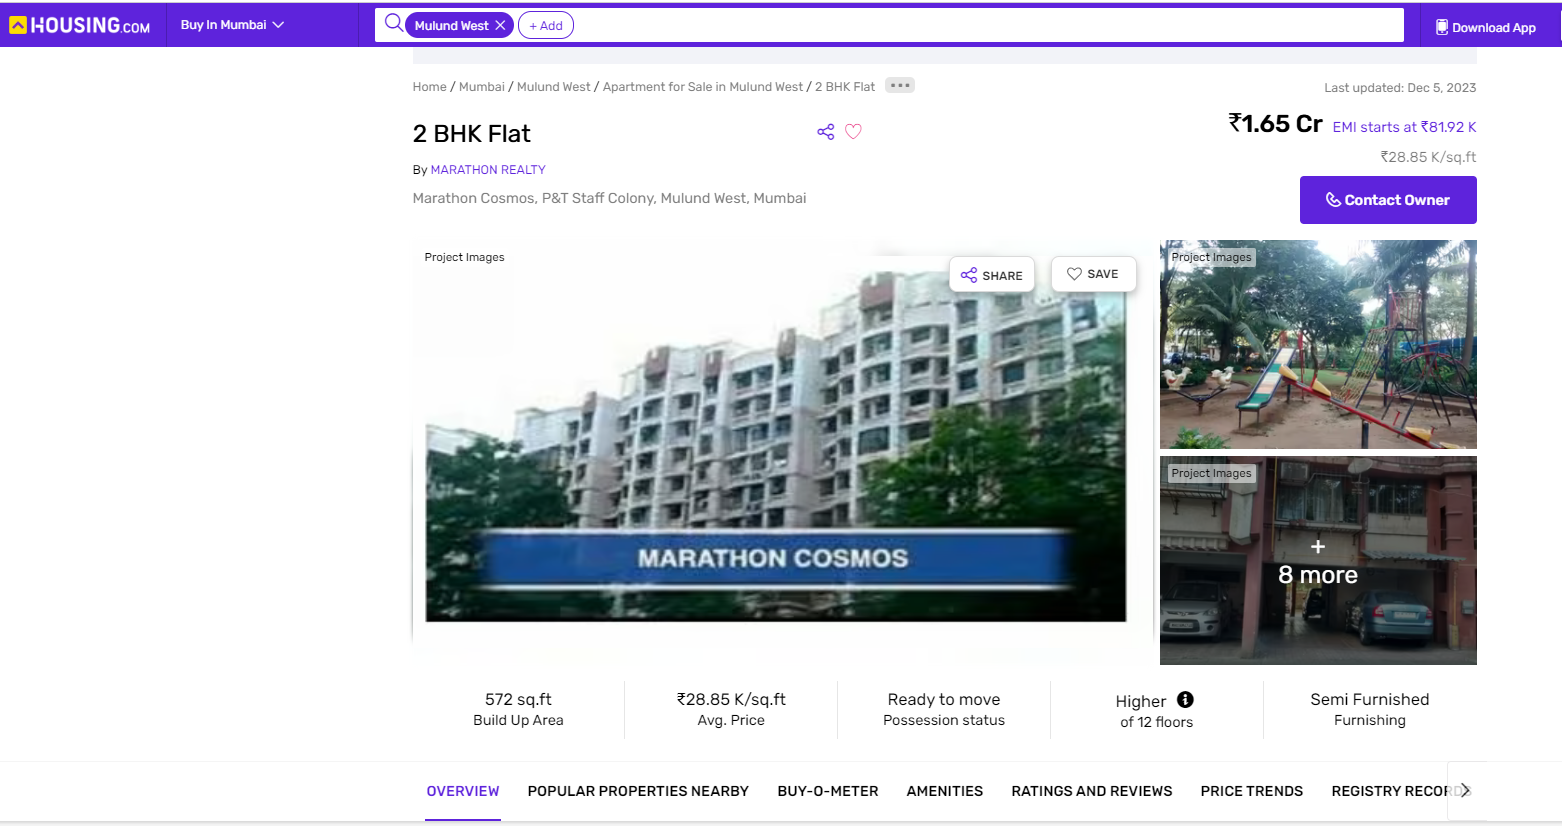 HOUSING.COM
Buy In Mumbai
Mulund West
+ Add
Download App
Home / Mumbai / Mulund West / Apartment for Sale in Mulund West / 2 BHK Flat
Last updated: Dec 5, 2023
2 BHK Flat
₹1.65 Cr EMI starts at ₹81.92 K
By MARATHON REALTY
₹28.85 K/sq.ft
Marathon Cosmos, P&T Staff Colony, Mulund West, Mumbai
Contact Owner
Project Images
SHARE
SAVE
MARATHON COSMOS
Project Images
Project Images
+
8 more
572 sq.ft
Build Up Area
₹28.85 K/sq.ft
Avg. Price
Ready to move
Possession status
Higher
of 12 floors
Semi Furnished
Furnishing
OVERVIEW
POPULAR PROPERTIES NEARBY
BUY-O-METER
AMENITIES
RATINGS AND REVIEWS
PRICE TRENDS
REGISTRY RECORDS